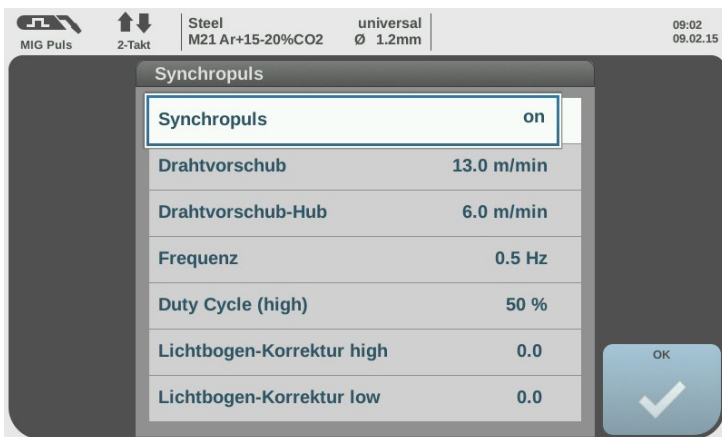 MIG Puls
2-Takt
Steel universal
M21 Ar+15-20%CO2 Ø 1.2mm
09:02
09.02.15
Synchropuls
Synchropuls on
Drahtvorschub 13.0 m/min
Drahtvorschub-Hub 6.0 m/min
Frequenz 0.5 Hz
Duty Cycle (high) 50 %
Lichtbogen-Korrektur high 0.0
Lichtbogen-Korrektur low 0.0
OK